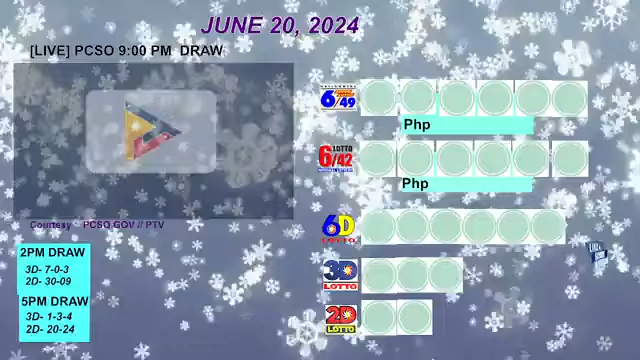 JUNE 20, 2024
[LIVE] PCSO 9:00 PM DRAW
6/49
Php
LOTTO
6/42
Php
Courtesy : PCSO GOV // PTV
6D
LOTTO
2PM DRAW
3D- 7-0-3
2D- 30-09
3D
LOTTO
5PM DRAW
3D- 1-3-4
2D- 20-24
2D
LOTTO